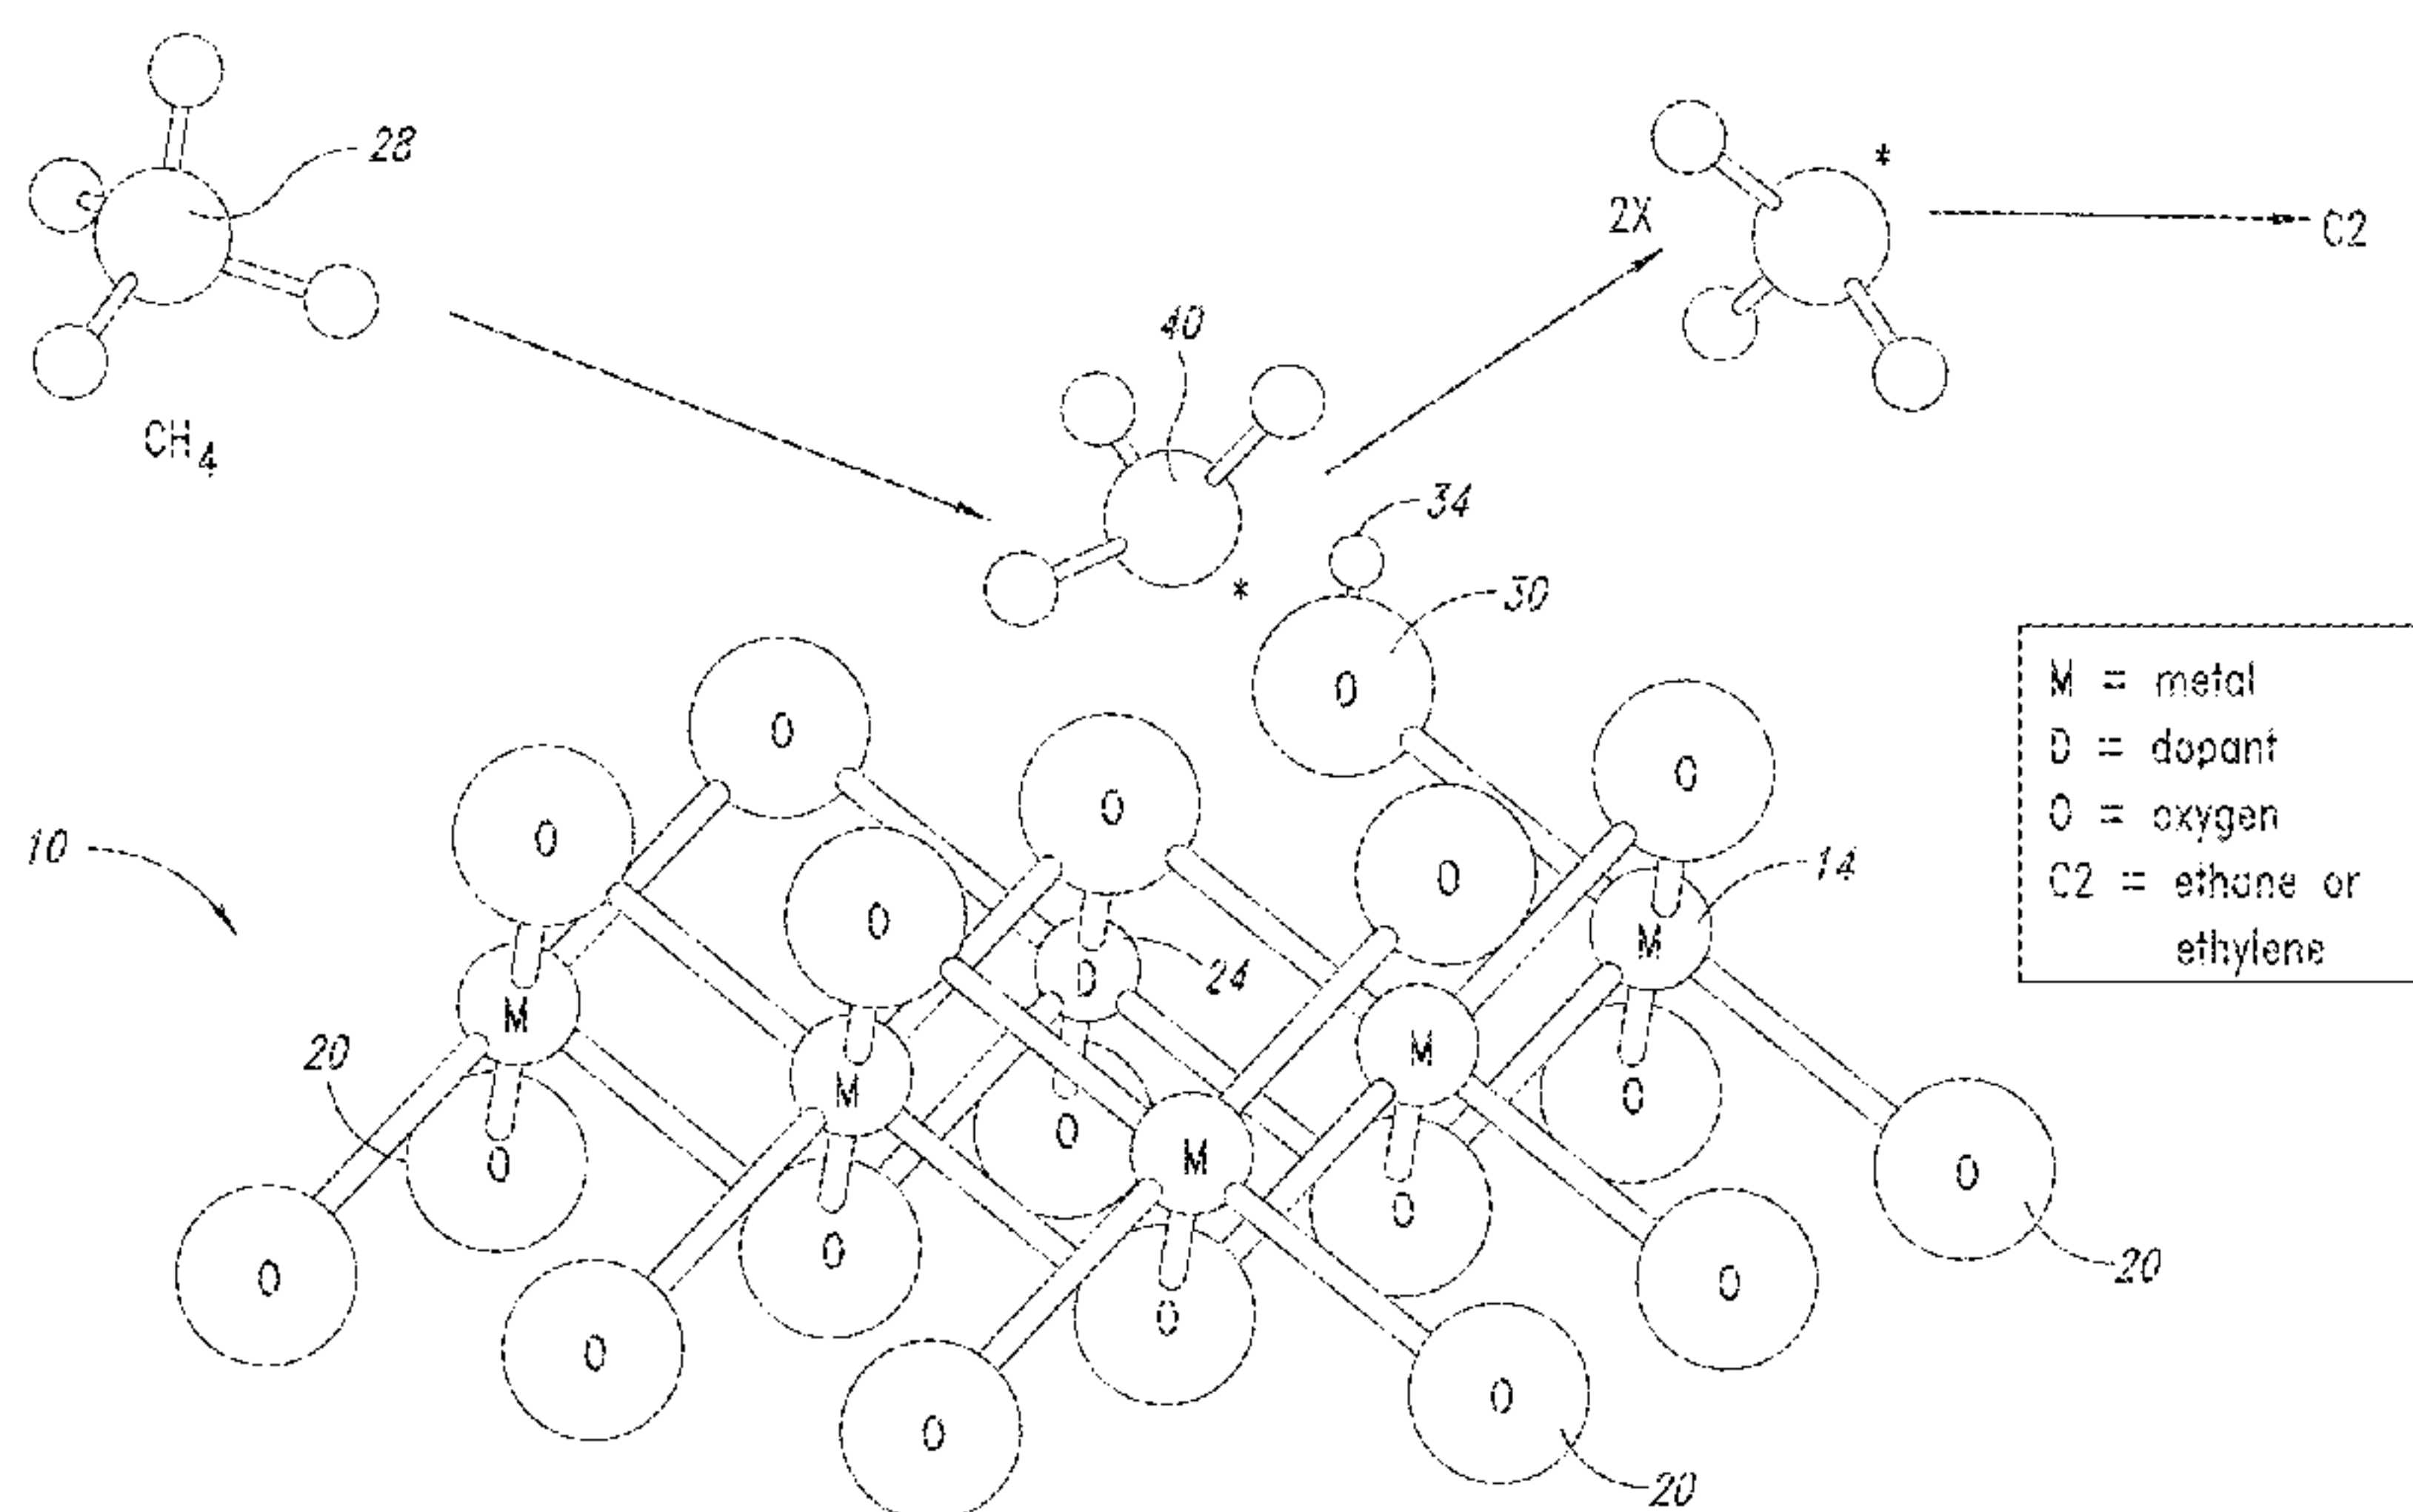 28
*
2X
C2
CH4
40
34
*
30
M = metal
D = dopant
O = oxygen
C2 = ethane or
ethylene
O
O
O
O
O
O
O
O
10
14
M
D
24
M
M
M
M
20
O
O
O
O
O
O
O
O
O
O
O
O
O
20
20